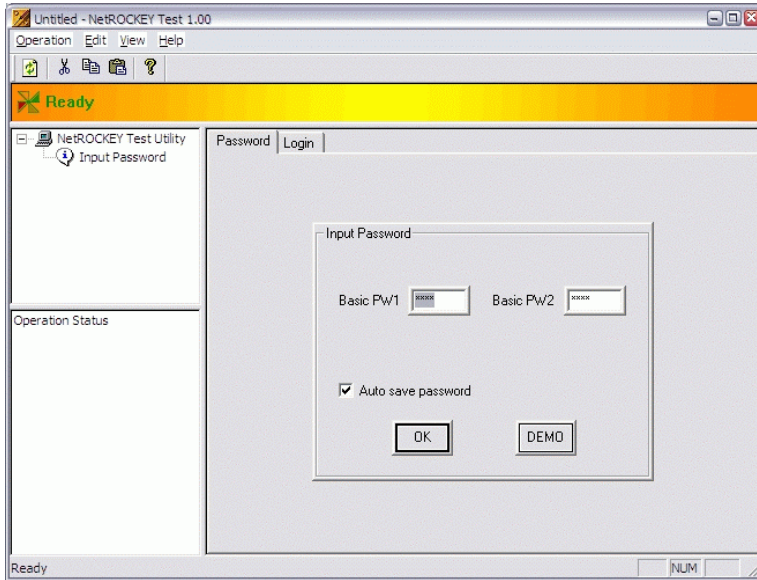 Untitled - NetROCKEY Test 1.00
Operation Edit View Help
Ready
NetROCKEY Test Utility
Input Password
Password Login
Input Password
Basic PW1 **** Basic PW2 ****
Auto save password
OK DEMO
Operation Status
Ready NUM